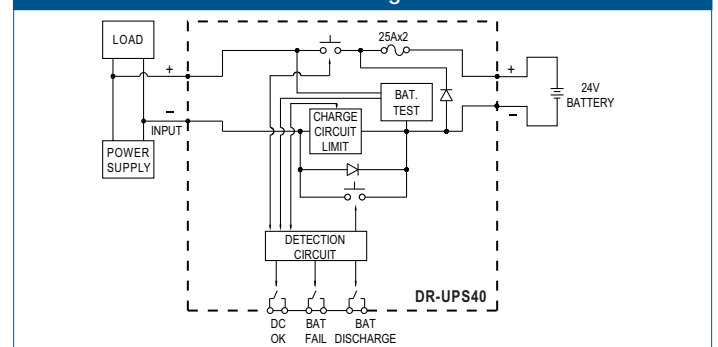 LOAD
25Ax2
+
+
BAT.
TEST
24V
BATTERY
–
–
INPUT
CHARGE
CIRCUIT
LIMIT
POWER
SUPPLY
DETECTION
CIRCUIT
DR-UPS40
DC
OK
BAT
FAIL
BAT
DISCHARGE